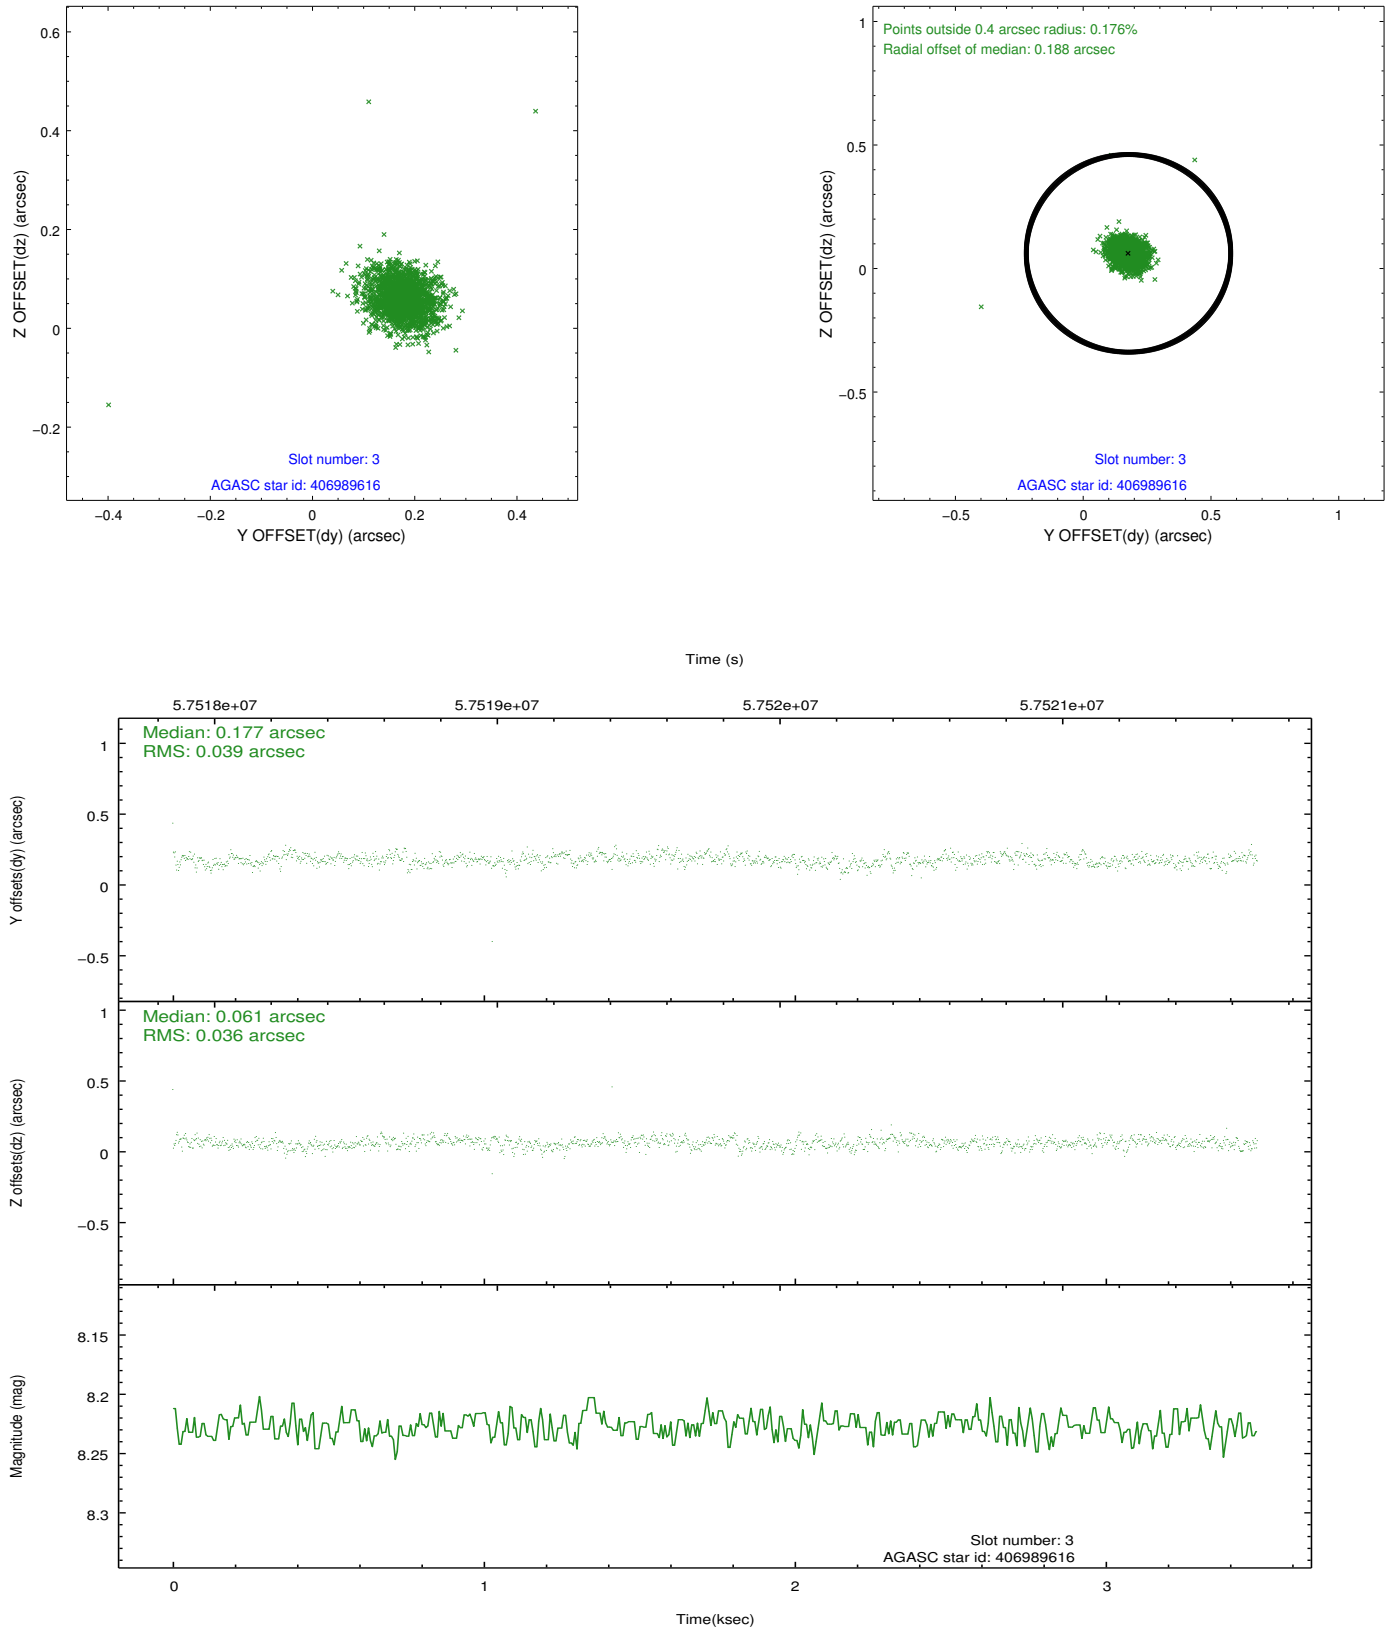 0.6
0.4
0.2
0
−0.2
Z OFFSET(dz) (arcsec)
Slot number: 3
AGASC star id: 406989616
−0.4 −0.2 0 0.2 0.4
Y OFFSET(dy) (arcsec)
Points outside 0.4 arcsec radius: 0.176%
Radial offset of median: 0.188 arcsec
1
0.5
0
−0.5
Z OFFSET(dz) (arcsec)
Slot number: 3
AGASC star id: 406989616
−0.5 0 0.5 1
Y OFFSET(dy) (arcsec)
Time (s)
5.7518e+07 5.7519e+07 5.752e+07 5.7521e+07
Median: 0.177 arcsec
RMS: 0.039 arcsec
1
0.5
0
−0.5
Y offsets(dy) (arcsec)
Median: 0.061 arcsec
RMS: 0.036 arcsec
1
0.5
0
−0.5
Z offsets(dz) (arcsec)
8.15
8.2
8.25
8.3
Magnitude (mag)
Slot number: 3
AGASC star id: 406989616
0 1 2 3
Time(ksec)